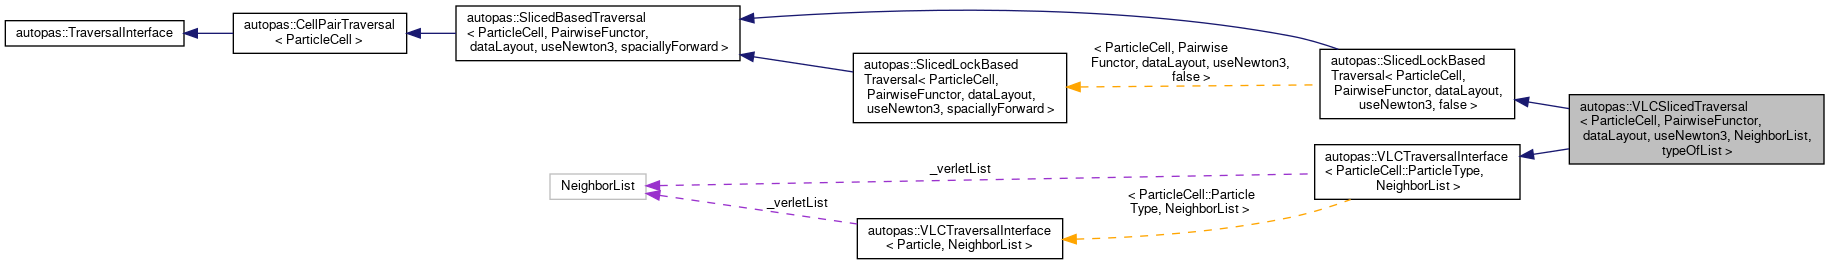 autopas::TraversalInterface
autopas::CellPairTraversal
< ParticleCell >
autopas::SlicedBasedTraversal
< ParticleCell, PairwiseFunctor,
dataLayout, useNewton3, spaciallyForward >
autopas::SlicedLockBased
Traversal< ParticleCell,
PairwiseFunctor, dataLayout,
useNewton3, spaciallyForward >
< ParticleCell, Pairwise
Functor, dataLayout, useNewton3,
false >
autopas::SlicedLockBased
Traversal< ParticleCell,
PairwiseFunctor, dataLayout,
useNewton3, false >
autopas::VLCSlicedTraversal
< ParticleCell, PairwiseFunctor,
dataLayout, useNewton3, NeighborList,
typeOfList >
autopas::VLCTraversalInterface
< ParticleCell::ParticleType,
NeighborList >
_verletList
NeighborList
_verletList
< ParticleCell::Particle
Type, NeighborList >
autopas::VLCTraversalInterface
< Particle, NeighborList >